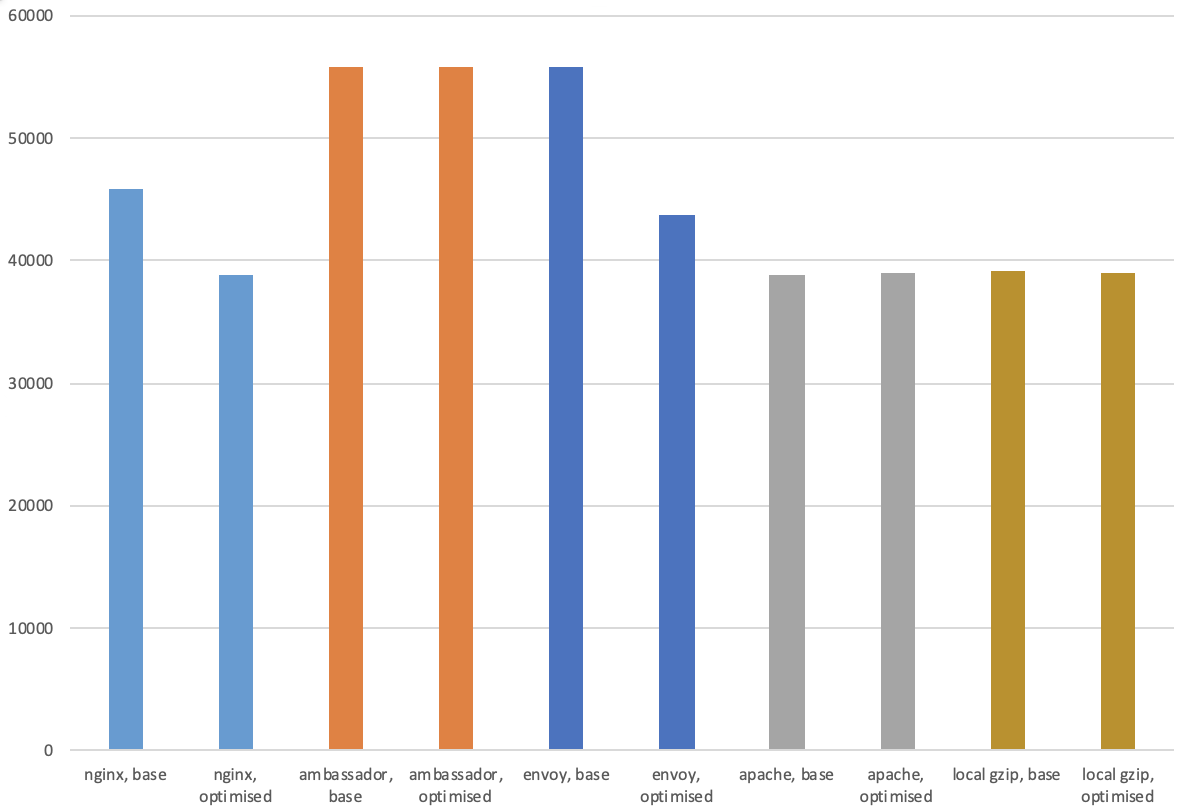 60000
50000
40000
30000
20000
10000
0
nginx, base
nginx,
optimised
ambassador,
base
ambassador,
optimised
envoy, base
envoy,
optimised
apache, base
apache,
optimised
local gzip, base
local gzip,
optimised